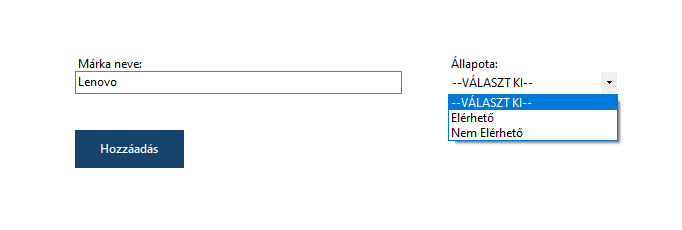 Márka neve:
Lenovo
Állapota:
--VÁLASZT KI--
--VÁLASZT KI--
Elérhető
Nem Elérhető
Hozzáadás